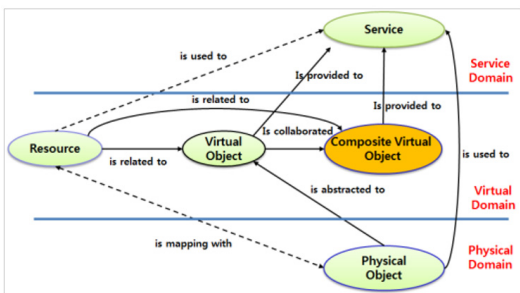 Service
is used to
Service
Domain
Is provided to
is related to
Is provided to
Resource
Virtual
Object
Is collaborated
Composite Virtual
Object
is related to
is used to
is abstracted to
Virtual
Domain
is mapping with
Physical
Object
Physical
Domain